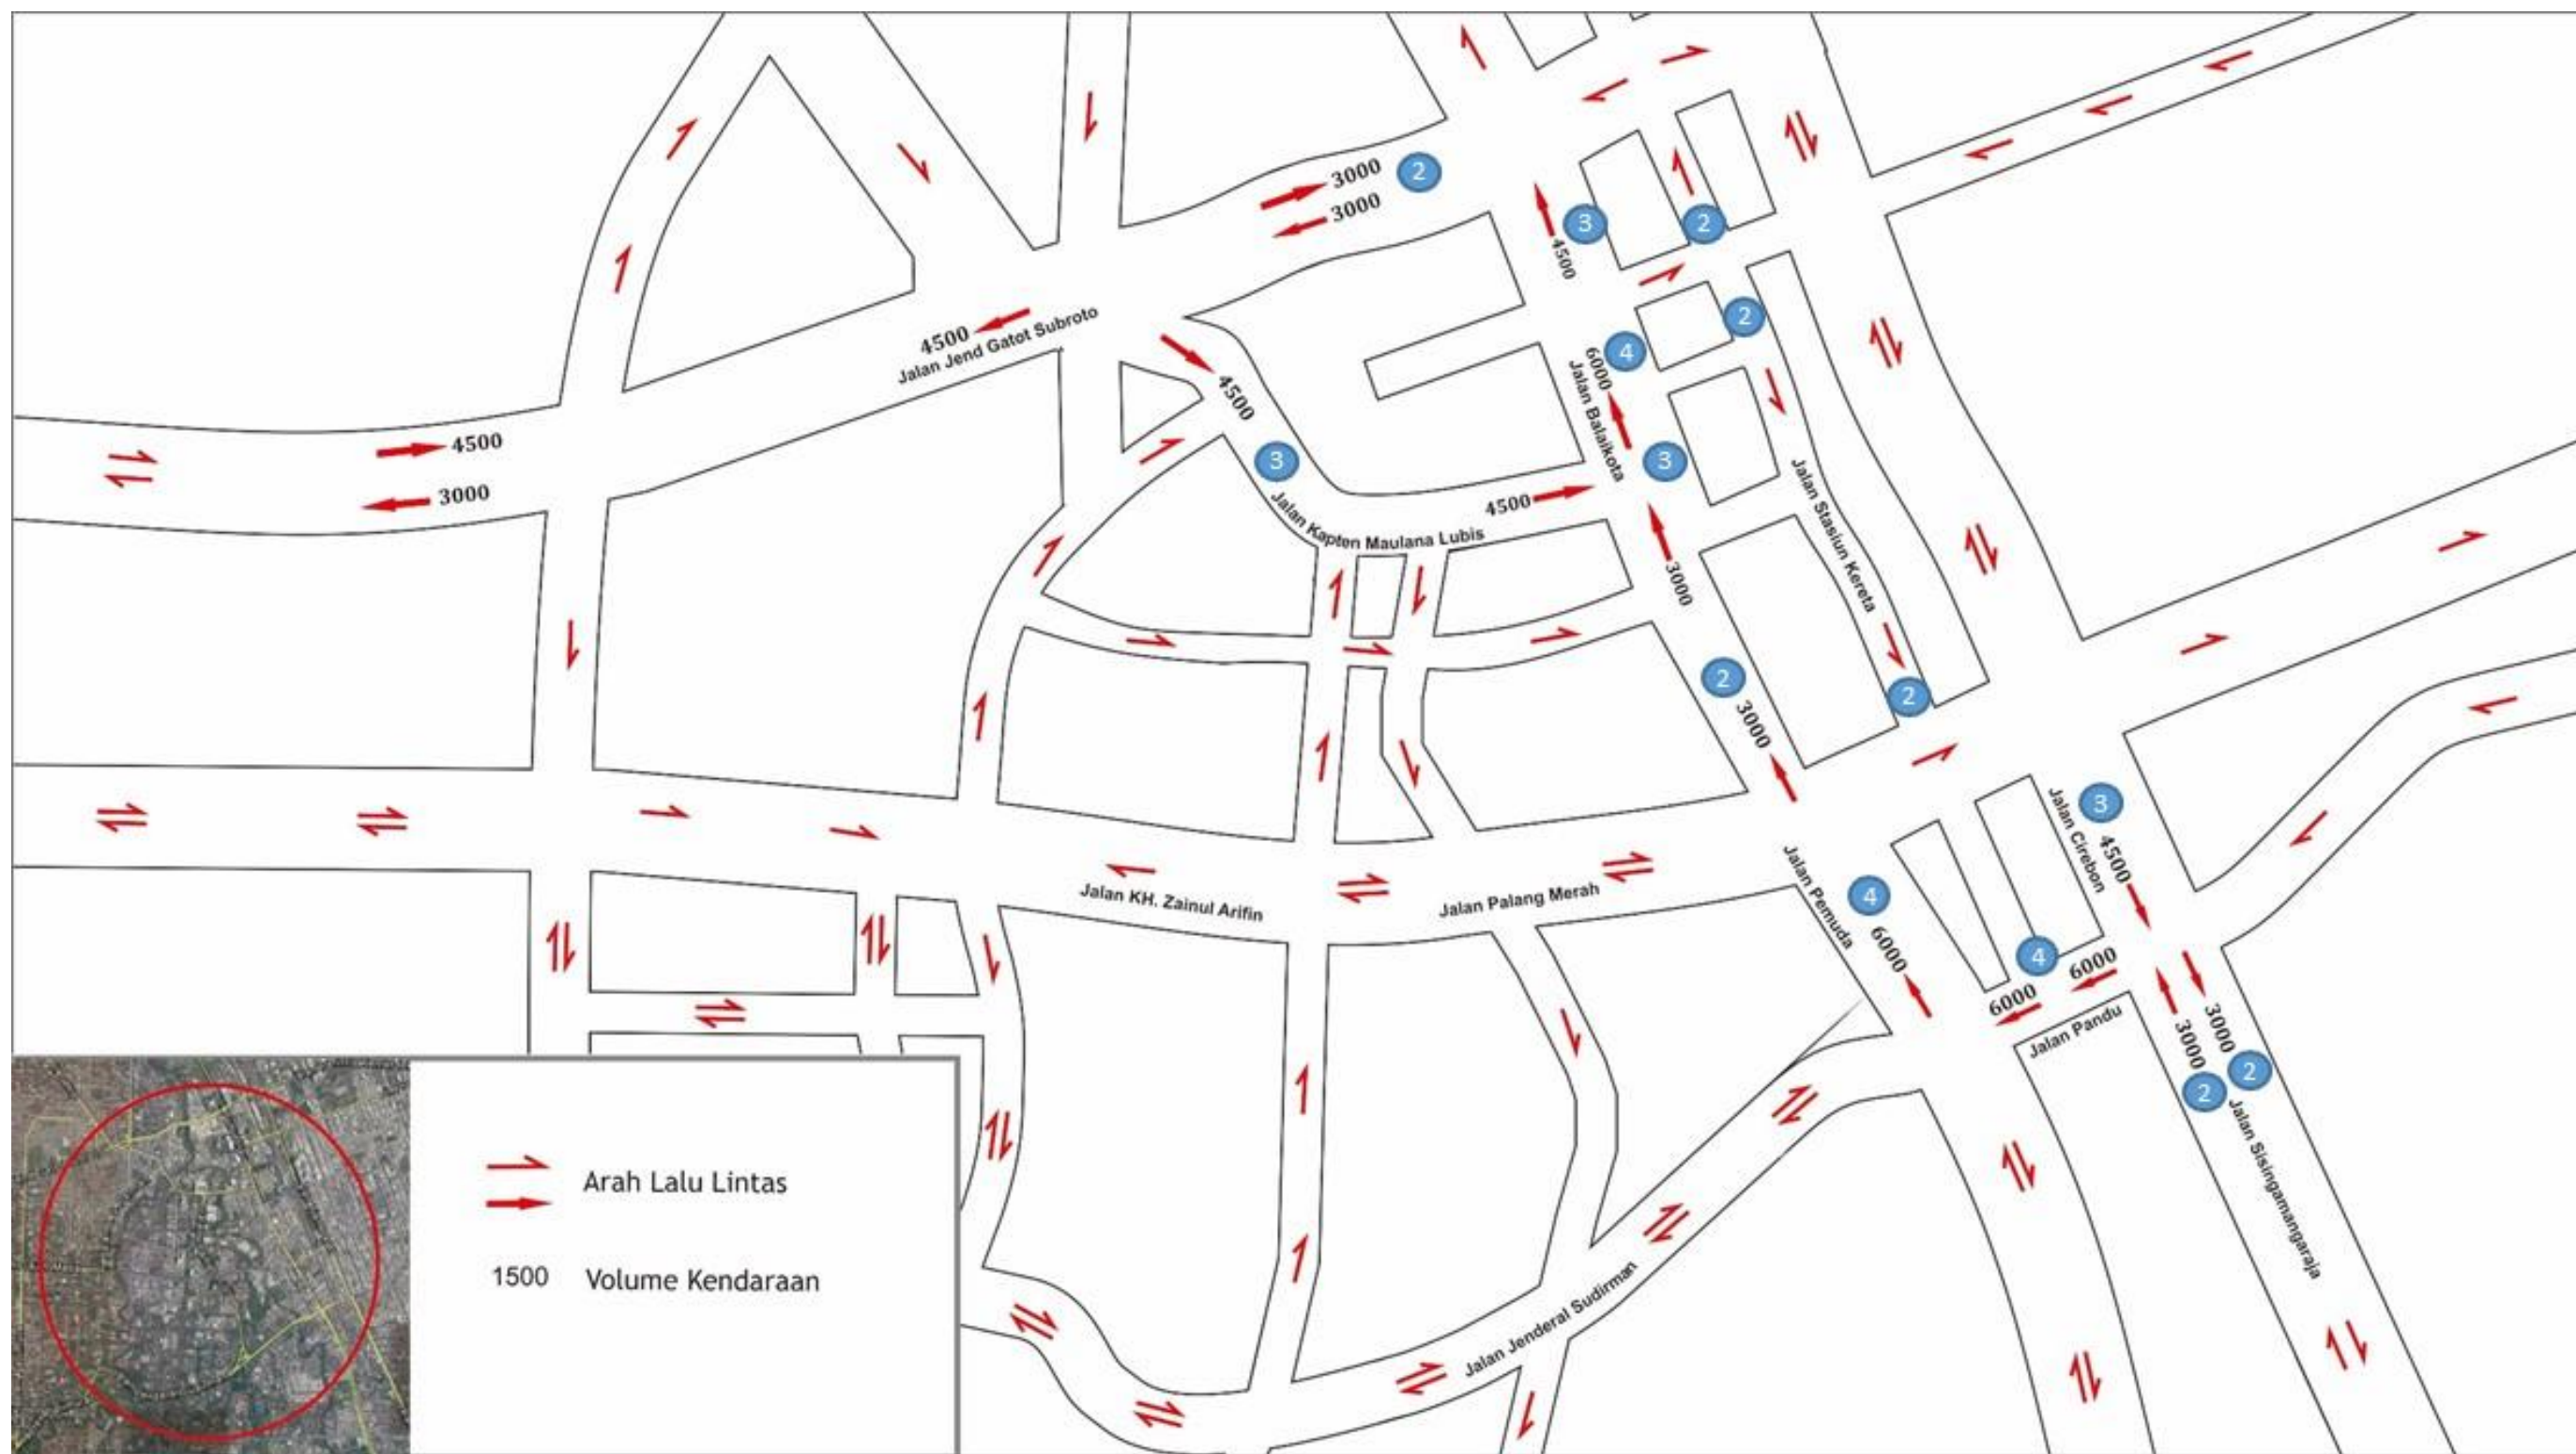 3000
2
3000
4500
3
2
4500
Jalan Jend Gatot Subroto
2
4
6000
Jalan Balaikota
4500
4500
3000
3
3
Jalan Kapten Maulana Lubis
4500
Jalan Stasiun Kereta
3000
2
3000
2
Jalan KH. Zainul Arifin
Jalan Palang Merah
Jalan Pemuda
4
6000
Jalan Cirebon
3
4500
4
6000
6000
Jalan Pandu
3000
3000
2
2
Jalan Sisingamangaraja
Jalan Jenderal Sudirman
Arah Lalu Lintas
1500 Volume Kendaraan